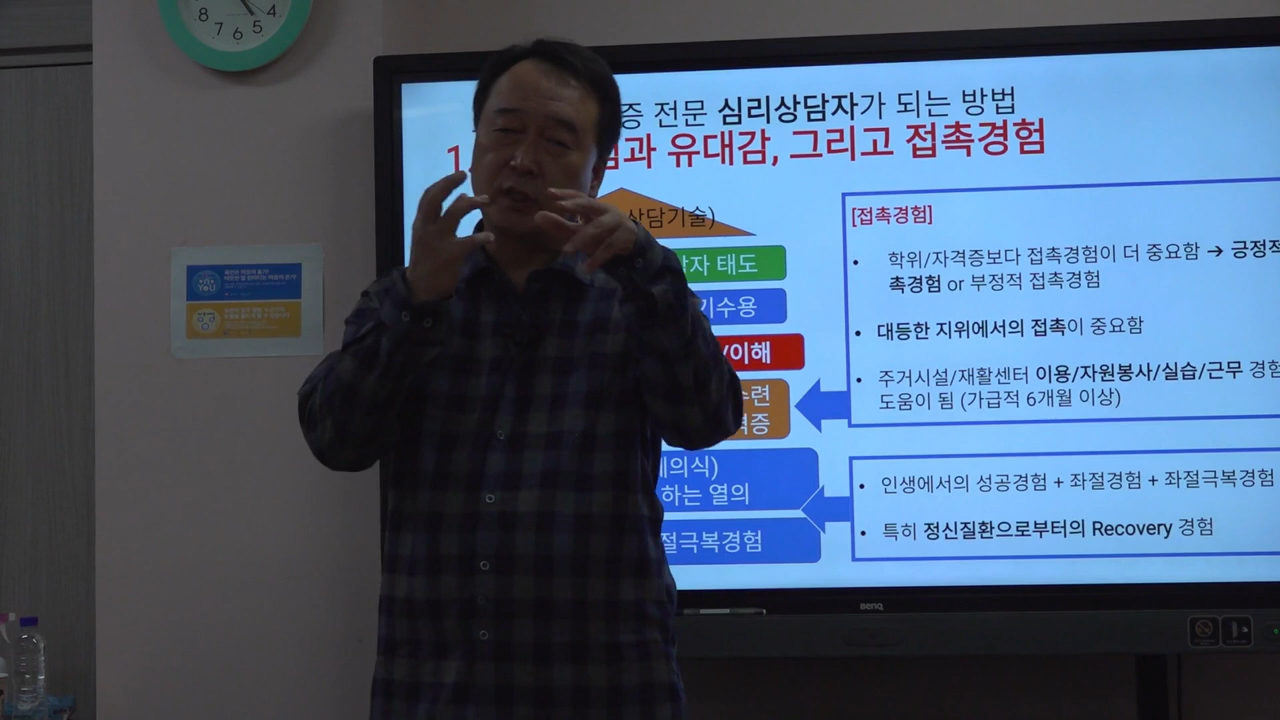 8 7 6 5 4
증 전문 심리상담자가 되는 방법
1
과 유대감, 그리고 접촉경험
상담기술)
자 태도
기수용
/이해
수련
격증
의식)
하는 열의
절극복경험
[접촉경험]
• 학위/자격증보다 접촉경험이 더 중요함 → 긍정적
촉경험 or 부정적 접촉경험
• 대등한 지위에서의 접촉이 중요함
• 주거시설/재활센터 이용/자원봉사/실습/근무 경험
도움이 됨 (가급적 6개월 이상)
• 인생에서의 성공경험 + 좌절경험 + 좌절극복경험
• 특히 정신질환으로부터의 Recovery 경험
BenQ